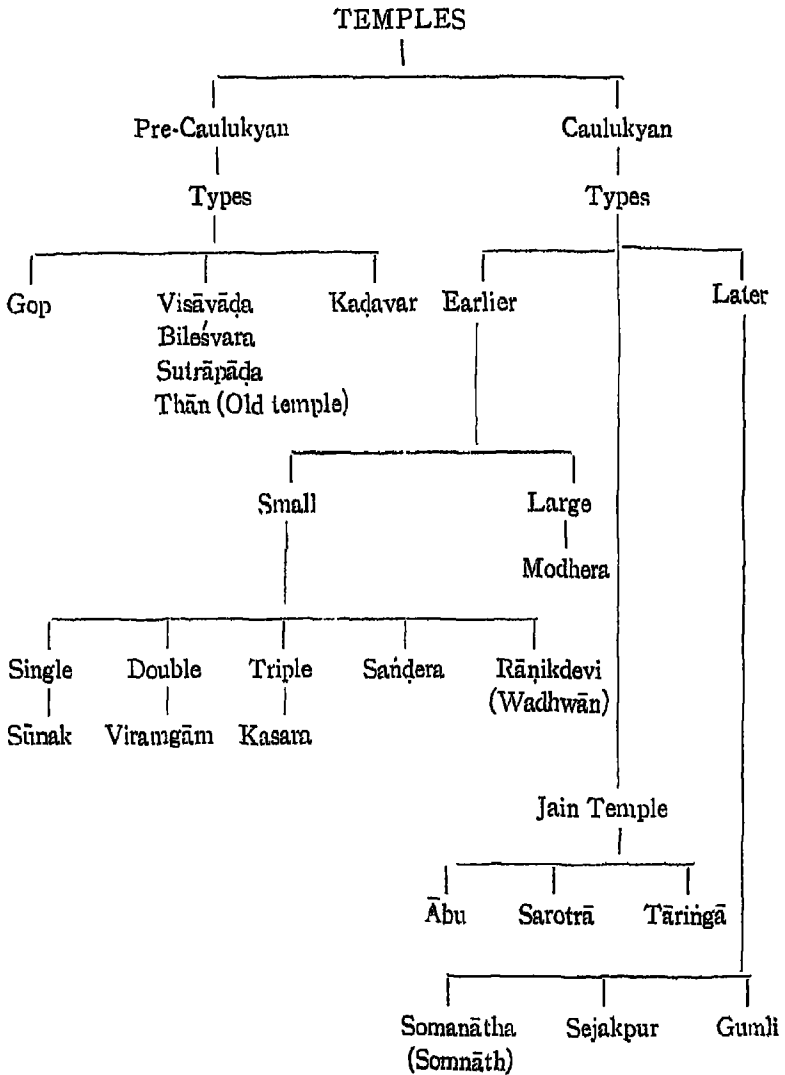 TEMPLES
Pre-Caulukyan Caulukyan
Types Types
Gop Visāvāḍa Kaḍavar Earlier Later
Bileśvara
Sutrāpāḍa
Thān (Old temple)
Small Large
Modhera
Single Double Triple Saṅḍera Rāṇikdevi
(Wadhwān)
Sūnak Viramgām Kasara
Jain Temple
Ābu Sarotrā Tāriṅgā
Somanātha Sejakpur Gumli
(Somnāth)